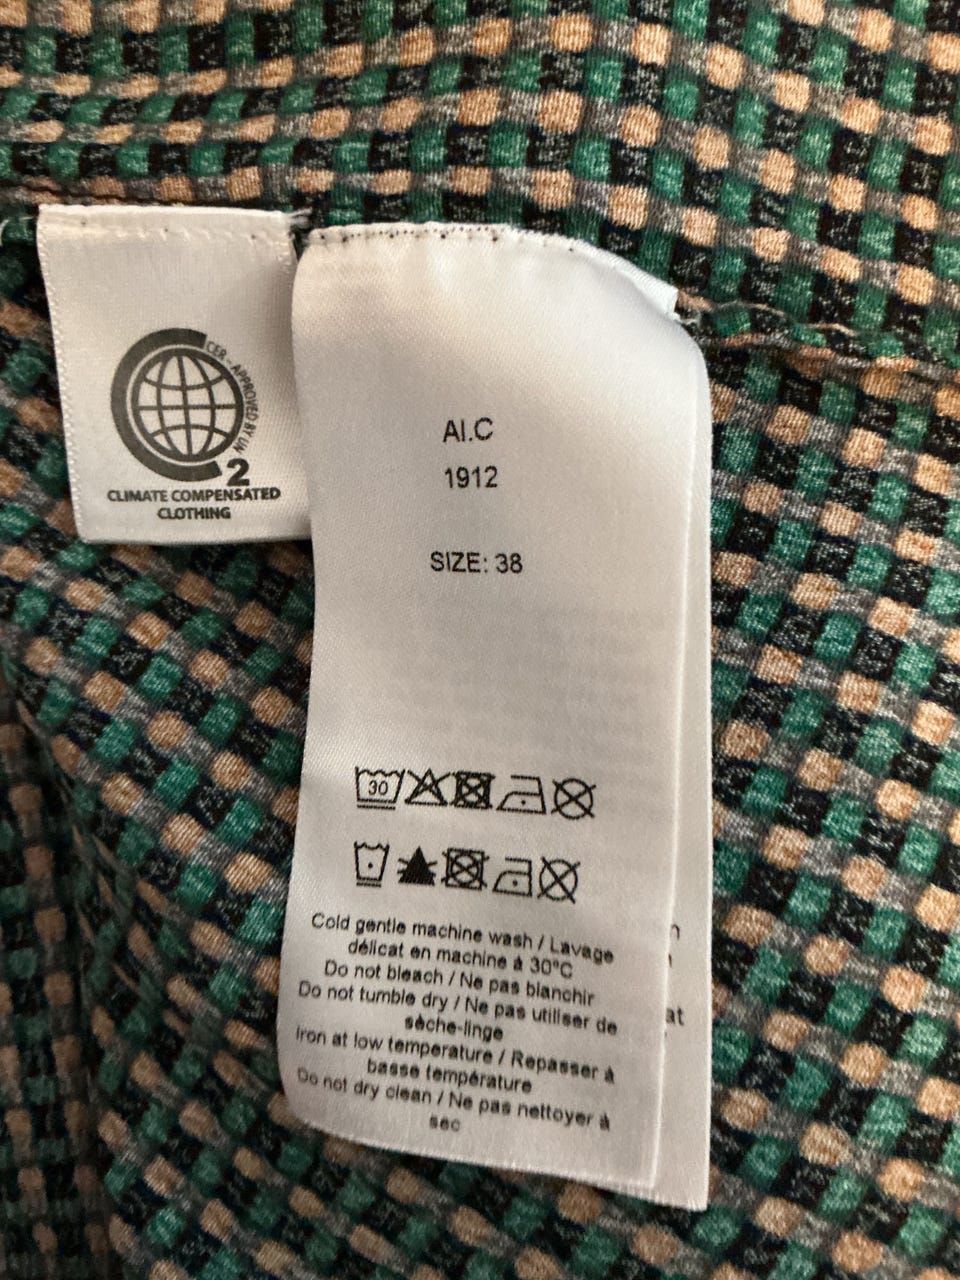 CER - APPROVED BY UN
2
CLIMATE COMPENSATED
CLOTHING
AI.C
1912
SIZE: 38
30
Cold gentle machine wash / Lavage
délicat en machine à 30°C
Do not bleach / Ne pas blanchir
Do not tumble dry / Ne pas utiliser de
sèche-linge
Iron at low temperature / Repasser à
basse température
Do not dry clean / Ne pas nettoyer à
sec
at